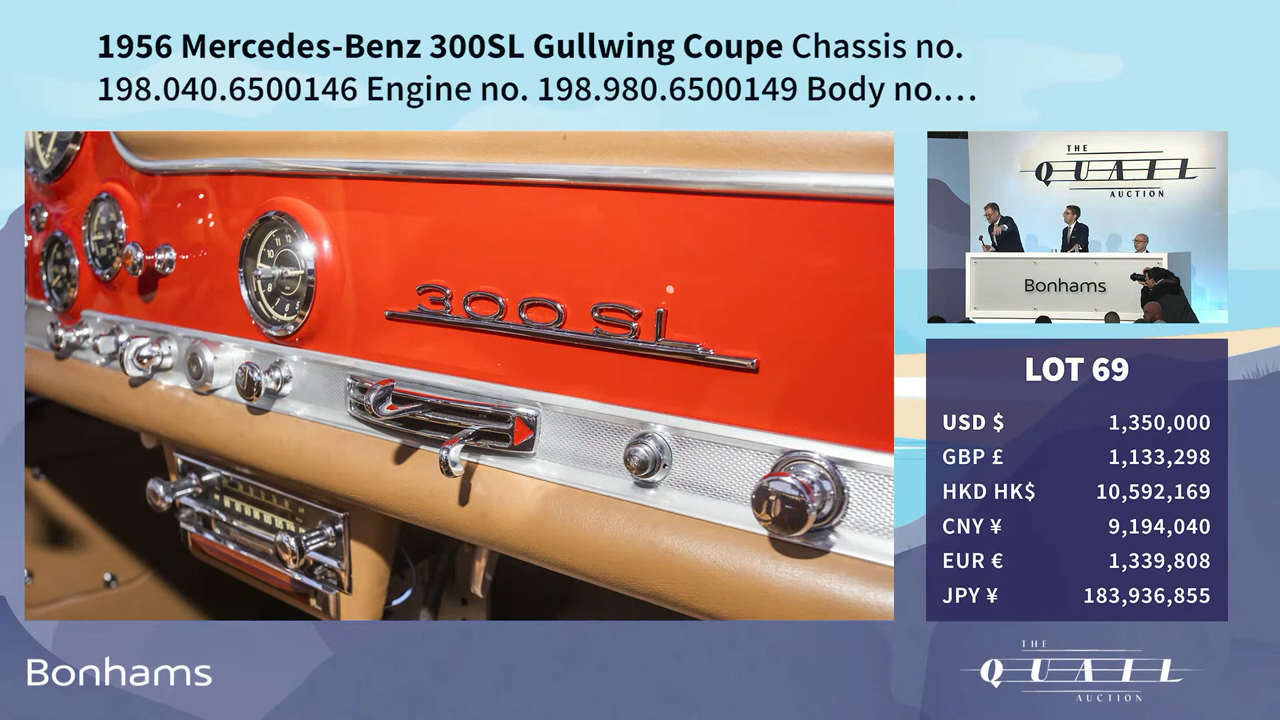 1956 Mercedes-Benz 300SL Gullwing Coupe Chassis no.
198.040.6500146 Engine no. 198.980.6500149 Body no.…
300 SL
THE
QUAIL
AUCTION
Bonhams
LOT 69
USD $ 1,350,000
GBP £ 1,133,298
HKD HK$ 10,592,169
CNY ¥ 9,194,040
EUR € 1,339,808
JPY ¥ 183,936,855
Bonhams
THE
QUAIL
AUCTION